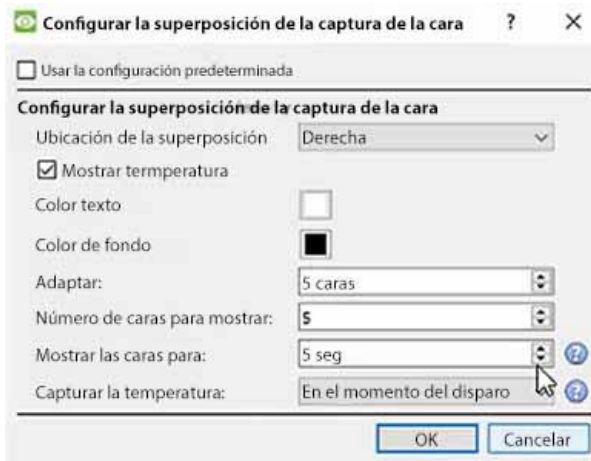 Configurar la superposición de la captura de la cara ? ×
Usar la configuración predeterminada
Configurar la superposición de la captura de la cara
Ubicación de la superposición Derecha
Mostrar termperatura
Color texto
Color de fondo
Adaptar: 5 caras
Número de caras para mostrar: 5
Mostrar las caras para: 5 seg ?
Capturar la temperatura: En el momento del disparo ?
OK Cancelar